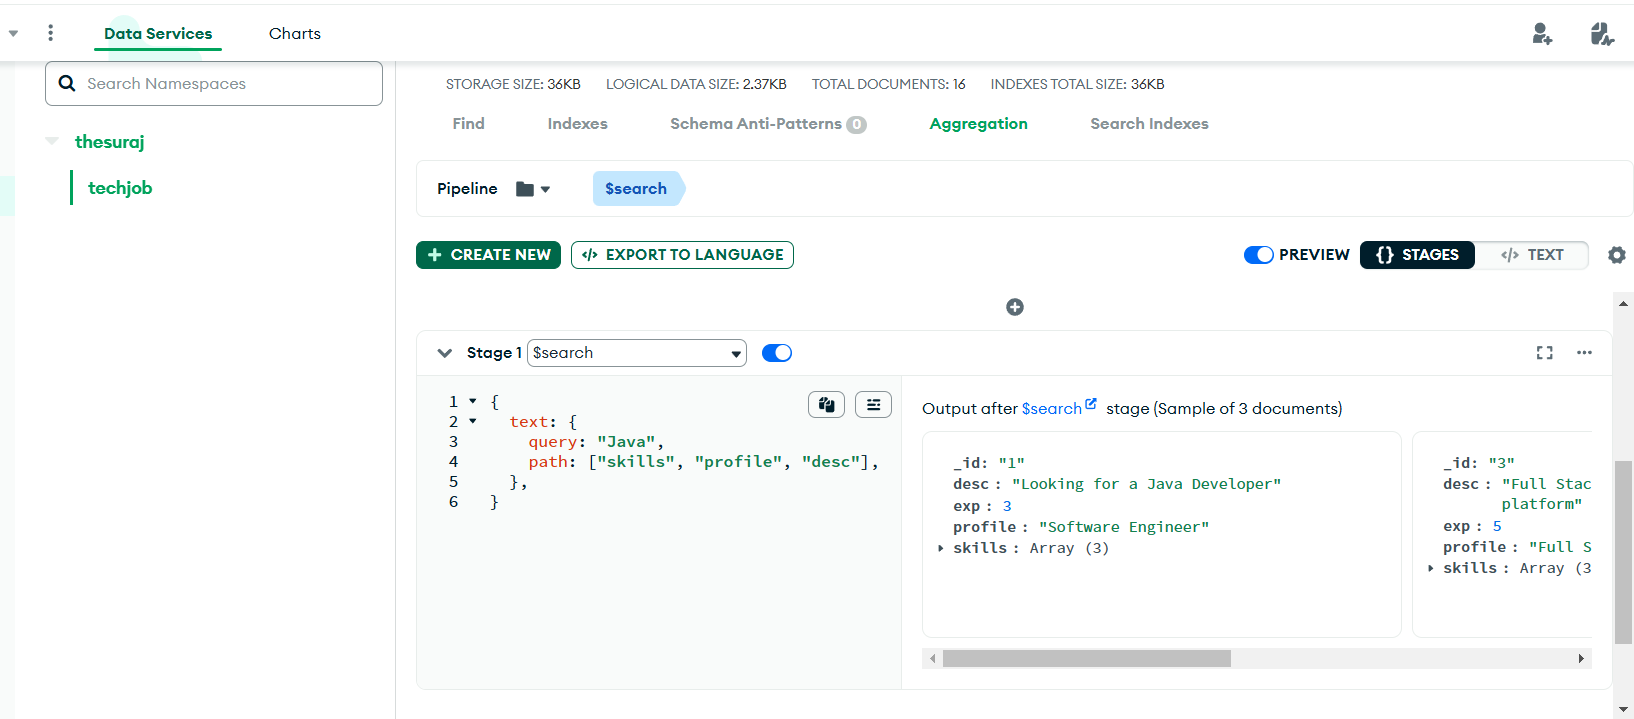 Data Services
Charts
Search Namespaces
thesuraj
techjob
STORAGE SIZE: 36KB LOGICAL DATA SIZE: 2.37KB TOTAL DOCUMENTS: 16 INDEXES TOTAL SIZE: 36KB
Find Indexes Schema Anti-Patterns 0 Aggregation Search Indexes
Pipeline $search
+ CREATE NEW </> EXPORT TO LANGUAGE PREVIEW {} STAGES </> TEXT
Stage 1 $search
1 {
2 text: {
3 query: "Java",
4 path: ["skills", "profile", "desc"],
5 },
6 }
Output after $search stage (Sample of 3 documents)
_id: "1"
desc : "Looking for a Java Developer"
exp : 3
profile : "Software Engineer"
skills : Array (3)
_id: "3"
desc : "Full Stac
platform"
exp : 5
profile : "Full S
skills : Array (3